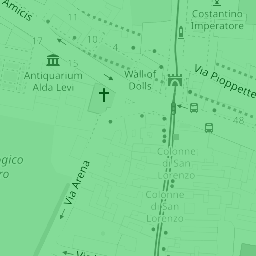 Amicis
11
10
4
12
Costantino
Imperatore
Antiquarium
Alda Levi
Wall of
Dolls
Via Pioppette
48
Via Arena
Colonne
di San
Lorenzo
Colonne
di San
Lorenzo